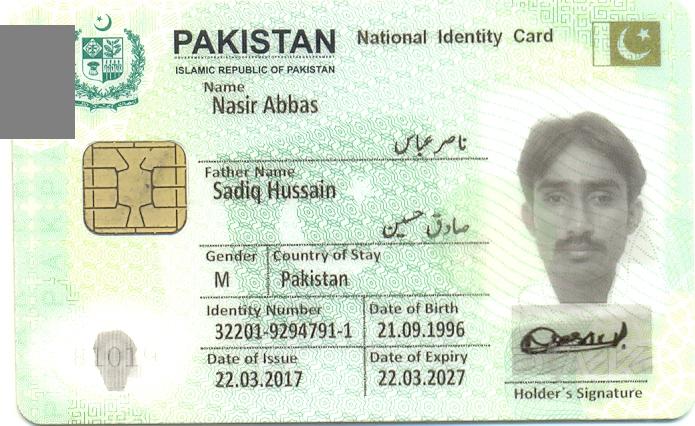 PAKISTAN National Identity Card
ISLAMIC REPUBLIC OF PAKISTAN
Name
Nasir Abbas
ناصر عباس
Father Name
Sadiq Hussain
صادق حسین
Gender Country of Stay
M Pakistan
Identity Number Date of Birth
32201-9294791-1 21.09.1996
Date of Issue Date of Expiry
22.03.2017 22.03.2027
Holder's Signature